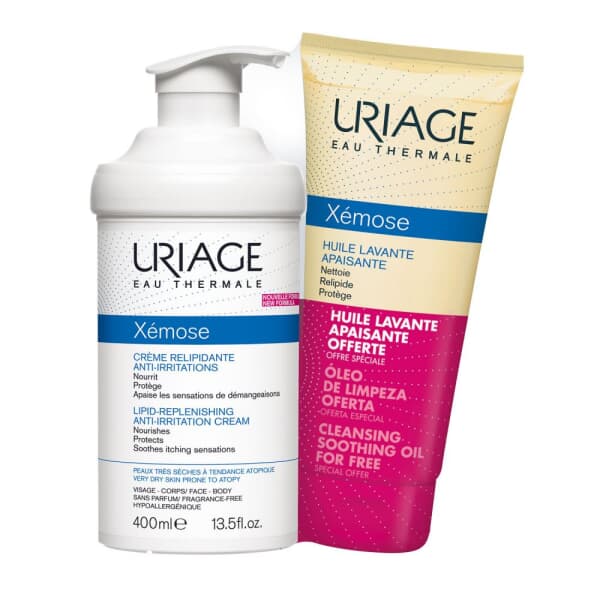 URIAGE
EAU THERMALE
NOUVELLE FORMULE
NEW FORMULA
Xémose
CRÈME RELIPIDANTE
ANTI-IRRITATIONS
Nourrit
Protège
Apaise les sensations de démangeaisons
LIPID-REPLENISHING
ANTI-IRRITATION CREAM
Nourishes
Protects
Soothes itching sensations
PEAUX TRÈS SÈCHES À TENDANCE ATOPIQUE
VERY DRY SKIN PRONE TO ATOPY
VISAGE - CORPS/ FACE - BODY
SANS PARFUM/ FRAGRANCE-FREE
HYPOALLERGÉNIQUE
400ml℮ 13.5fl.oz.
URIAGE
EAU THERMALE
Xémose
HUILE LAVANTE
APAISANTE
Nettoie
Relipide
Protège
HUILE LAVANTE
APAISANTE
OFFERTE
OFFRE SPÉCIALE
ÓLEO
DE LIMPEZA
OFERTA
OFERTA ESPECIAL
CLEANSING
SOOTHING OIL
FOR FREE
SPECIAL OFFER